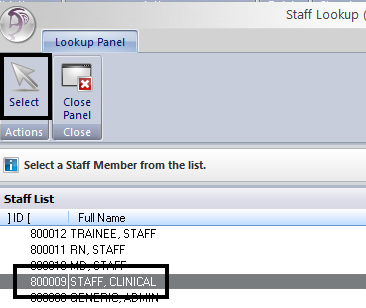 Staff Lookup (
Lookup Panel
Select
Close
Panel
Actions
Close
Select a Staff Member from the list.
Staff List
] ID [ Full Name
800012 TRAINEE, STAFF
800011 RN, STAFF
800010 MD, STAFF
800009 STAFF, CLINICAL
GENERIC, ADMIN